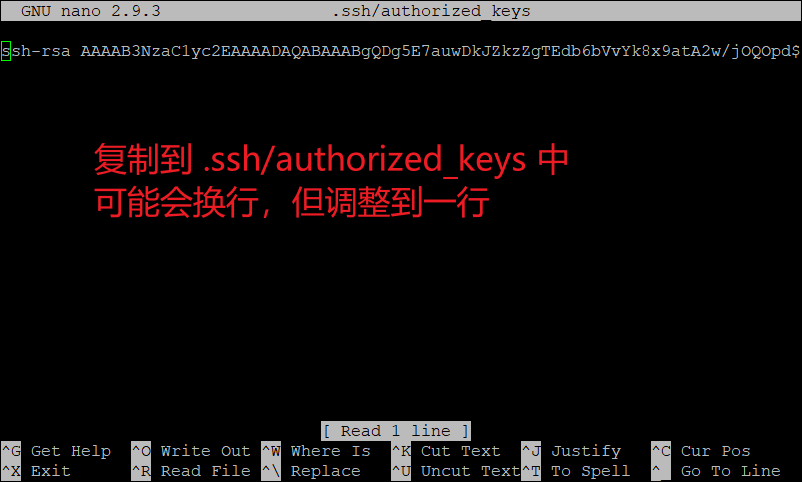 GNU nano 2.9.3 .ssh/authorized_keys
ssh-rsa AAAAB3NzaC1yc2EAAAADAQABAAABgQDg5E7auwDkJZkzZgTEdb6bVvYk8x9atA2w/jOQOpd$
复制到 .ssh/authorized_keys 中
可能会换行，但调整到一行
[ Read 1 line ]
^G Get Help ^O Write Out ^W Where Is ^K Cut Text ^J Justify ^C Cur Pos
^X Exit ^R Read File ^\ Replace ^U Uncut Text ^T To Spell ^_ Go To Line